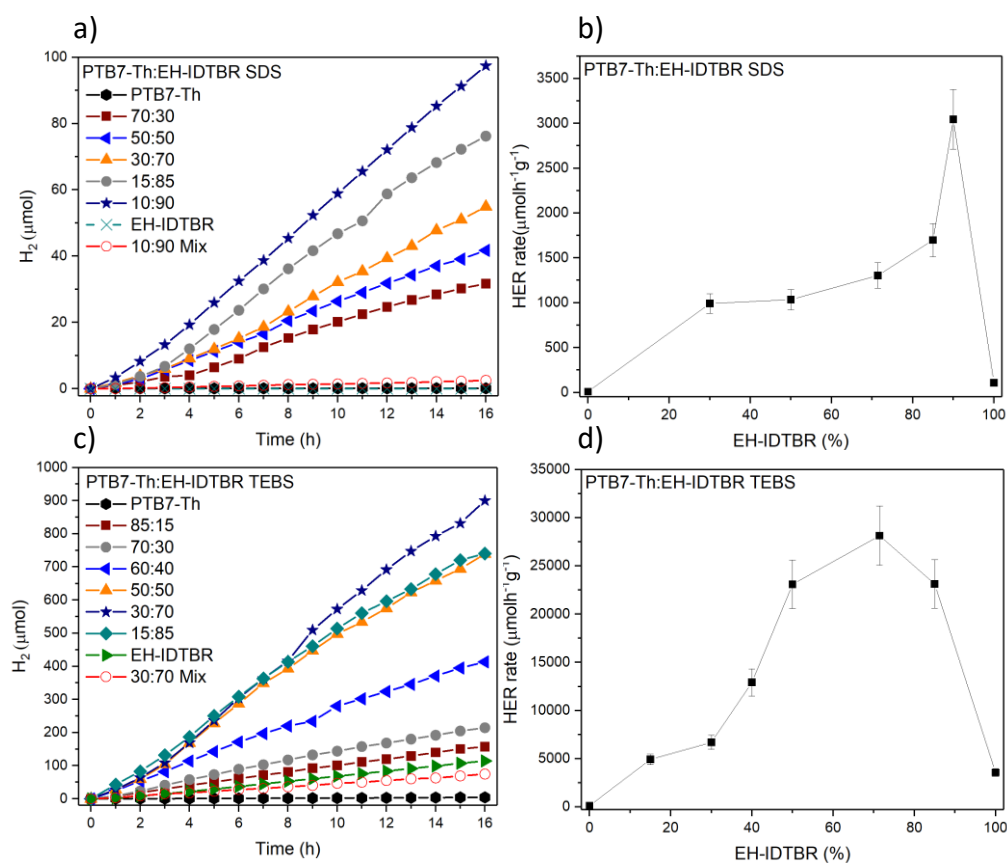 a)
PTB7-Th:EH-IDTBR SDS
PTB7-Th
70:30
50:50
30:70
15:85
10:90
EH-IDTBR
10:90 Mix
H₂ (μmol)
100
80
60
40
20
0
0 2 4 6 8 10 12 14 16
Time (h)
b)
PTB7-Th:EH-IDTBR SDS
HER rate(μmolh⁻¹g⁻¹)
3500
3000
2500
2000
1500
1000
500
0
0 20 40 60 80 100
EH-IDTBR (%)
c)
PTB7-Th:EH-IDTBR TEBS
PTB7-Th
85:15
70:30
60:40
50:50
30:70
15:85
EH-IDTBR
30:70 Mix
H₂ (μmol)
1000
900
800
700
600
500
400
300
200
100
0
0 2 4 6 8 10 12 14 16
Time (h)
d)
PTB7-Th:EH-IDTBR TEBS
HER rate (μmolh⁻¹g⁻¹)
35000
30000
25000
20000
15000
10000
5000
0
0 20 40 60 80 100
EH-IDTBR (%)